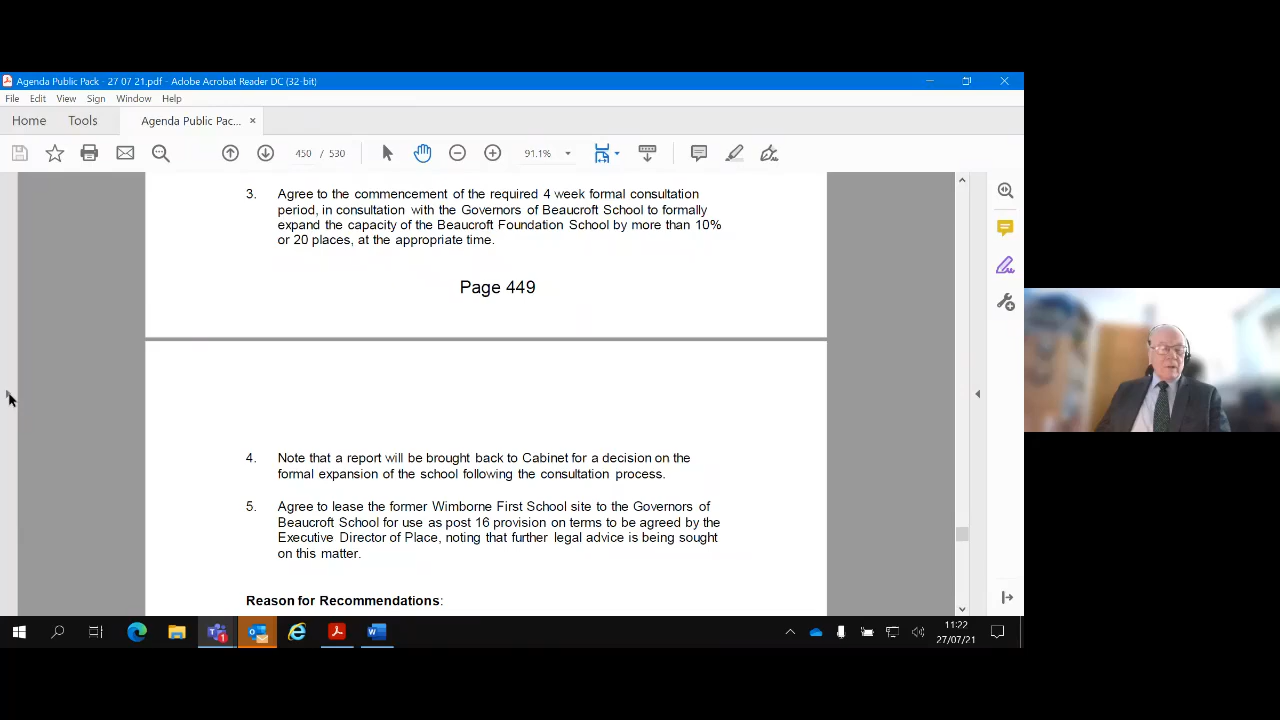 Agenda Public Pack - 27 07 21.pdf - Adobe Acrobat Reader DC (32-bit)
File Edit View Sign Window Help
Home Tools Agenda Public Pac... ×
450 / 530 91.1%
3. Agree to the commencement of the required 4 week formal consultation
period, in consultation with the Governors of Beaucroft School to formally
expand the capacity of the Beaucroft Foundation School by more than 10%
or 20 places, at the appropriate time.
Page 449
4. Note that a report will be brought back to Cabinet for a decision on the
formal expansion of the school following the consultation process.
5. Agree to lease the former Wimborne First School site to the Governors of
Beaucroft School for use as post 16 provision on terms to be agreed by the
Executive Director of Place, noting that further legal advice is being sought
on this matter.
Reason for Recommendations:
11:22
27/07/21